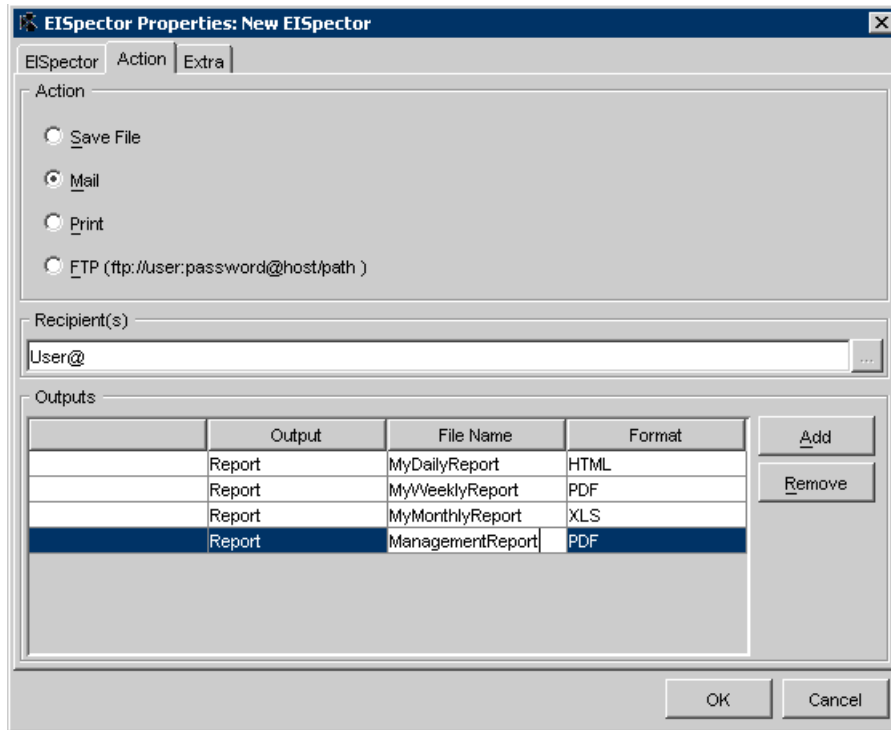 EISpector Properties: New EISpector
EISpector Action Extra
Action
Save File
Mail
Print
FTP (ftp://user:password@host/path )
Recipient(s)
User@
...
Outputs
Output File Name Format
Report MyDailyReport HTML
Report MyWeeklyReport PDF
Report MyMonthlyReport XLS
Report ManagementReport PDF
Add
Remove
OK Cancel